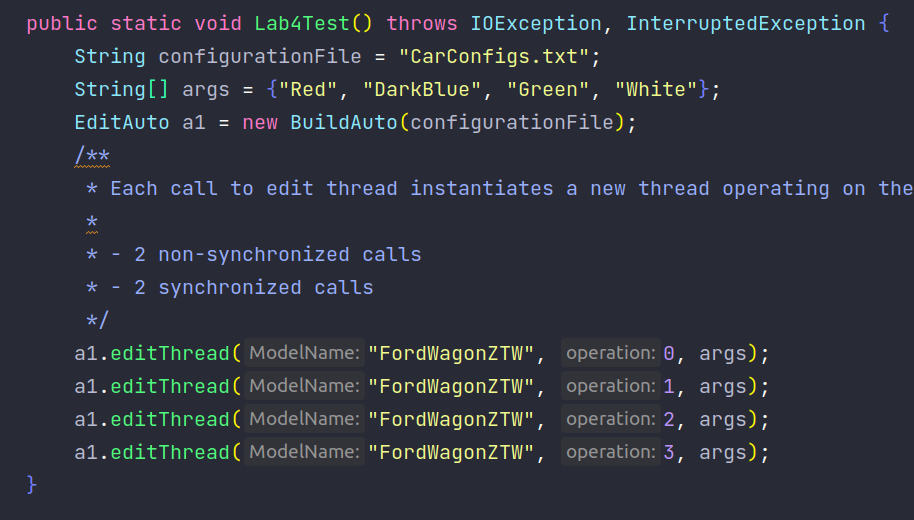 public static void Lab4Test() throws IOException, InterruptedException {
    String configurationFile = "CarConfigs.txt";
    String[] args = {"Red", "DarkBlue", "Green", "White"};
    EditAuto a1 = new BuildAuto(configurationFile);
    /**
     * Each call to edit thread instantiates a new thread operating on the
     *
     * - 2 non-synchronized calls
     * - 2 synchronized calls
     */
    a1.editThread( ModelName: "FordWagonZTW", operation: 0, args);
    a1.editThread( ModelName: "FordWagonZTW", operation: 1, args);
    a1.editThread( ModelName: "FordWagonZTW", operation: 2, args);
    a1.editThread( ModelName: "FordWagonZTW", operation: 3, args);
}